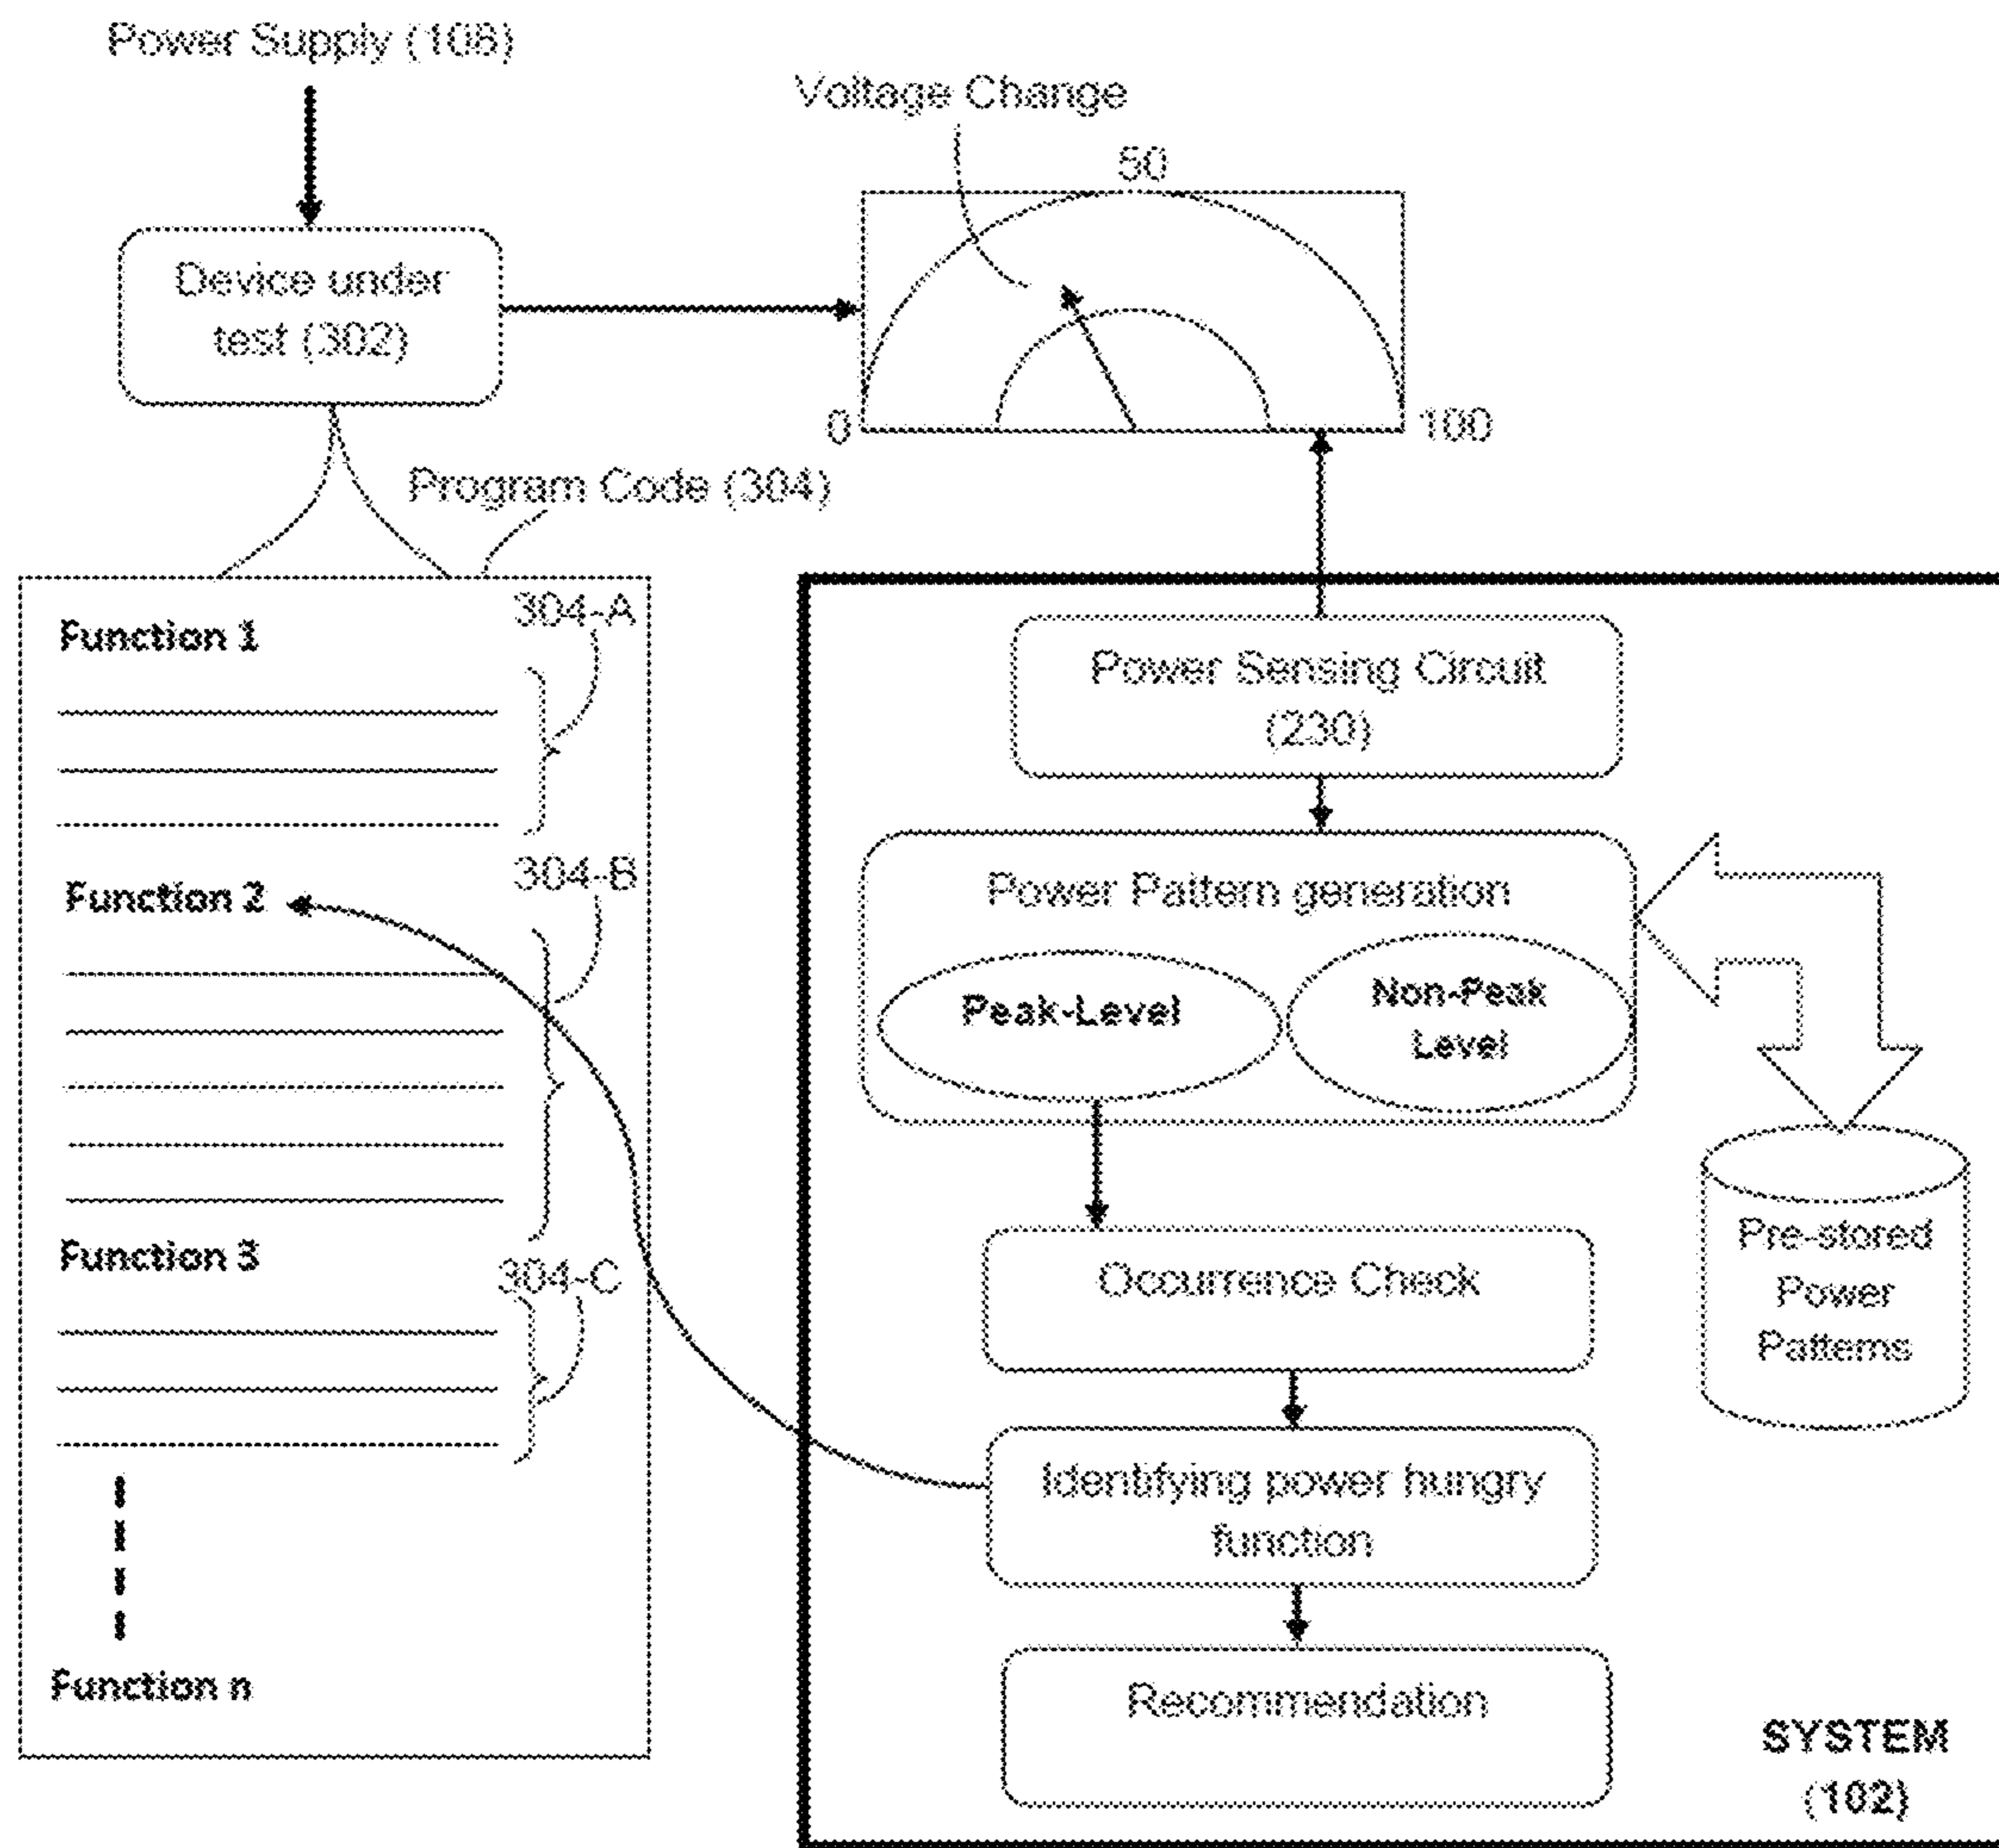 Power Supply (108)
Voltage Change
50
Device under
test (302)
0
100
Program Code (304)
304-A
Function 1
304-B
Function 2
Function 3
304-C
Function n
Power Sensing Circuit
(230)
Power Pattern generation
Peak-Level
Non-Peak
Level
Pre-stored
Power
Patterns
Occurrence Check
Identifying power hungry
function
Recommendation
SYSTEM
(102)